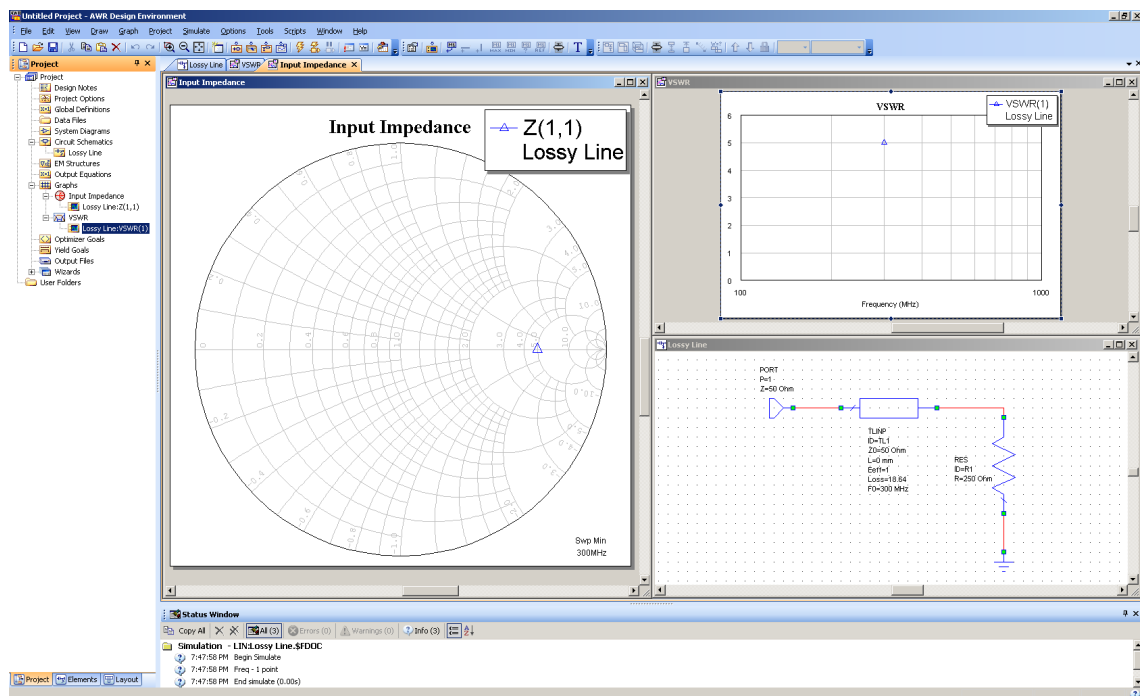 Untitled Project - AWR Design Environment
File Edit View Draw Graph Project Simulate Options Tools Scripts Window Help
Project
Project
Design Notes
Project Options
Global Definitions
Data Files
System Diagrams
Circuit Schematics
Lossy Line
EM Structures
Output Equations
Graphs
Input Impedance
Lossy Line:Z(1,1)
VSWR
Lossy Line:VSWR(1)
Optimizer Goals
Yield Goals
Output Files
Wizards
User Folders
Project Elements Layout
Lossy Line VSWR Input Impedance
Input Impedance
Input Impedance
Z(1,1)
Lossy Line
Swp Min
300MHz
VSWR
VSWR
VSWR(1)
Lossy Line
6
5
4
3
2
1
0
100 1000
Frequency (MHz)
Lossy Line
PORT
P=1
Z=50 Ohm
TLINP
ID=TL1
Z0=50 Ohm
L=0 mm
Eeff=1
Loss=18.64
F0=300 MHz
RES
ID=R1
R=250 Ohm
Status Window
Copy All All (3) Errors (0) Warnings (0) Info (3)
Simulation - LIN:Lossy Line.$FDOC
7:47:58 PM Begin Simulate
7:47:58 PM Freq - 1 point
7:47:58 PM End simulate (0.00s)